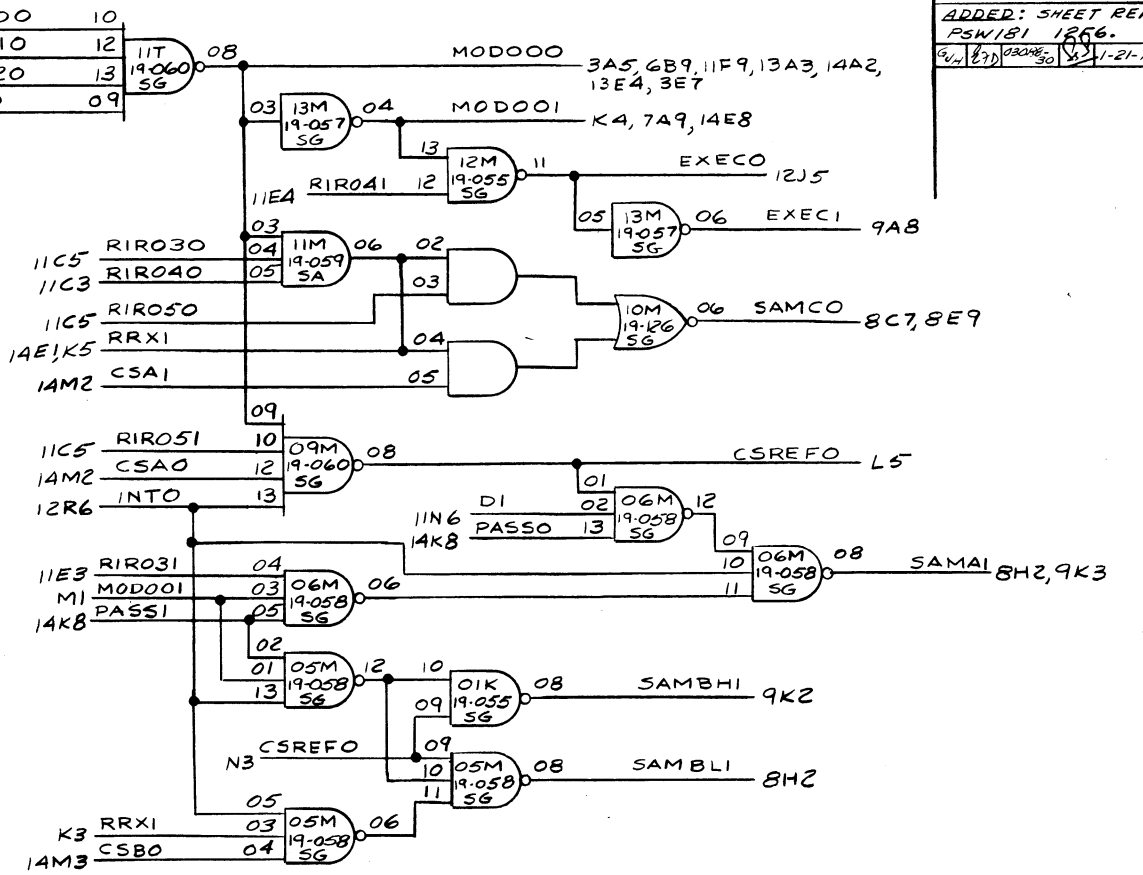 00 10
10 12
20 13
09
11T
19-060
SG
08
MOD000
3A5, 6B9, 11F9, 13A3, 14A2,
13E4, 3E7
ADDED: SHEET
PSW181 1256.
03 13M
19-057
SG
04 MOD001
K4, 7A9, 14E8
13
12M
19-055
SG
11 EXEC0
12J5
11E4 RIR041 12
05 13M
19-057
SG
06 EXEC1
9A8
03
04
05
11M
19-059
SA
06
11C5 RIR030
11C3 RIR040
02
03
11C5 RIR050
14E1,K5 RRX1
04
14M2 CSA1
05
10M
19-126
SG
06 SAMC0
8C7, 8E9
09
11C5 RIR051 10
14M2 CSA0 12
12R6 INT0 13
09M
19-060
SG
08
CSREF0
L5
01
11N6 D1 02
14K8 PASS0 13
06M
19-058
SG
12
09
10
11
06M
19-058
SG
08
SAMA1
8H2, 9K3
11E3 RIR031 04
M1 MOD001 03
14K8 PASS1 05
06M
19-058
SG
06
02
01
13
05M
19-058
SG
12
10
09
01K
19-055
SG
08 SAMBH1
9K2
N3 CSREF0
09
10
11
05M
19-058
SG
08 SAMBL1
8H2
05
K3 RRX1 03
14M3 CSB0 04
05M
19-058
SG
06